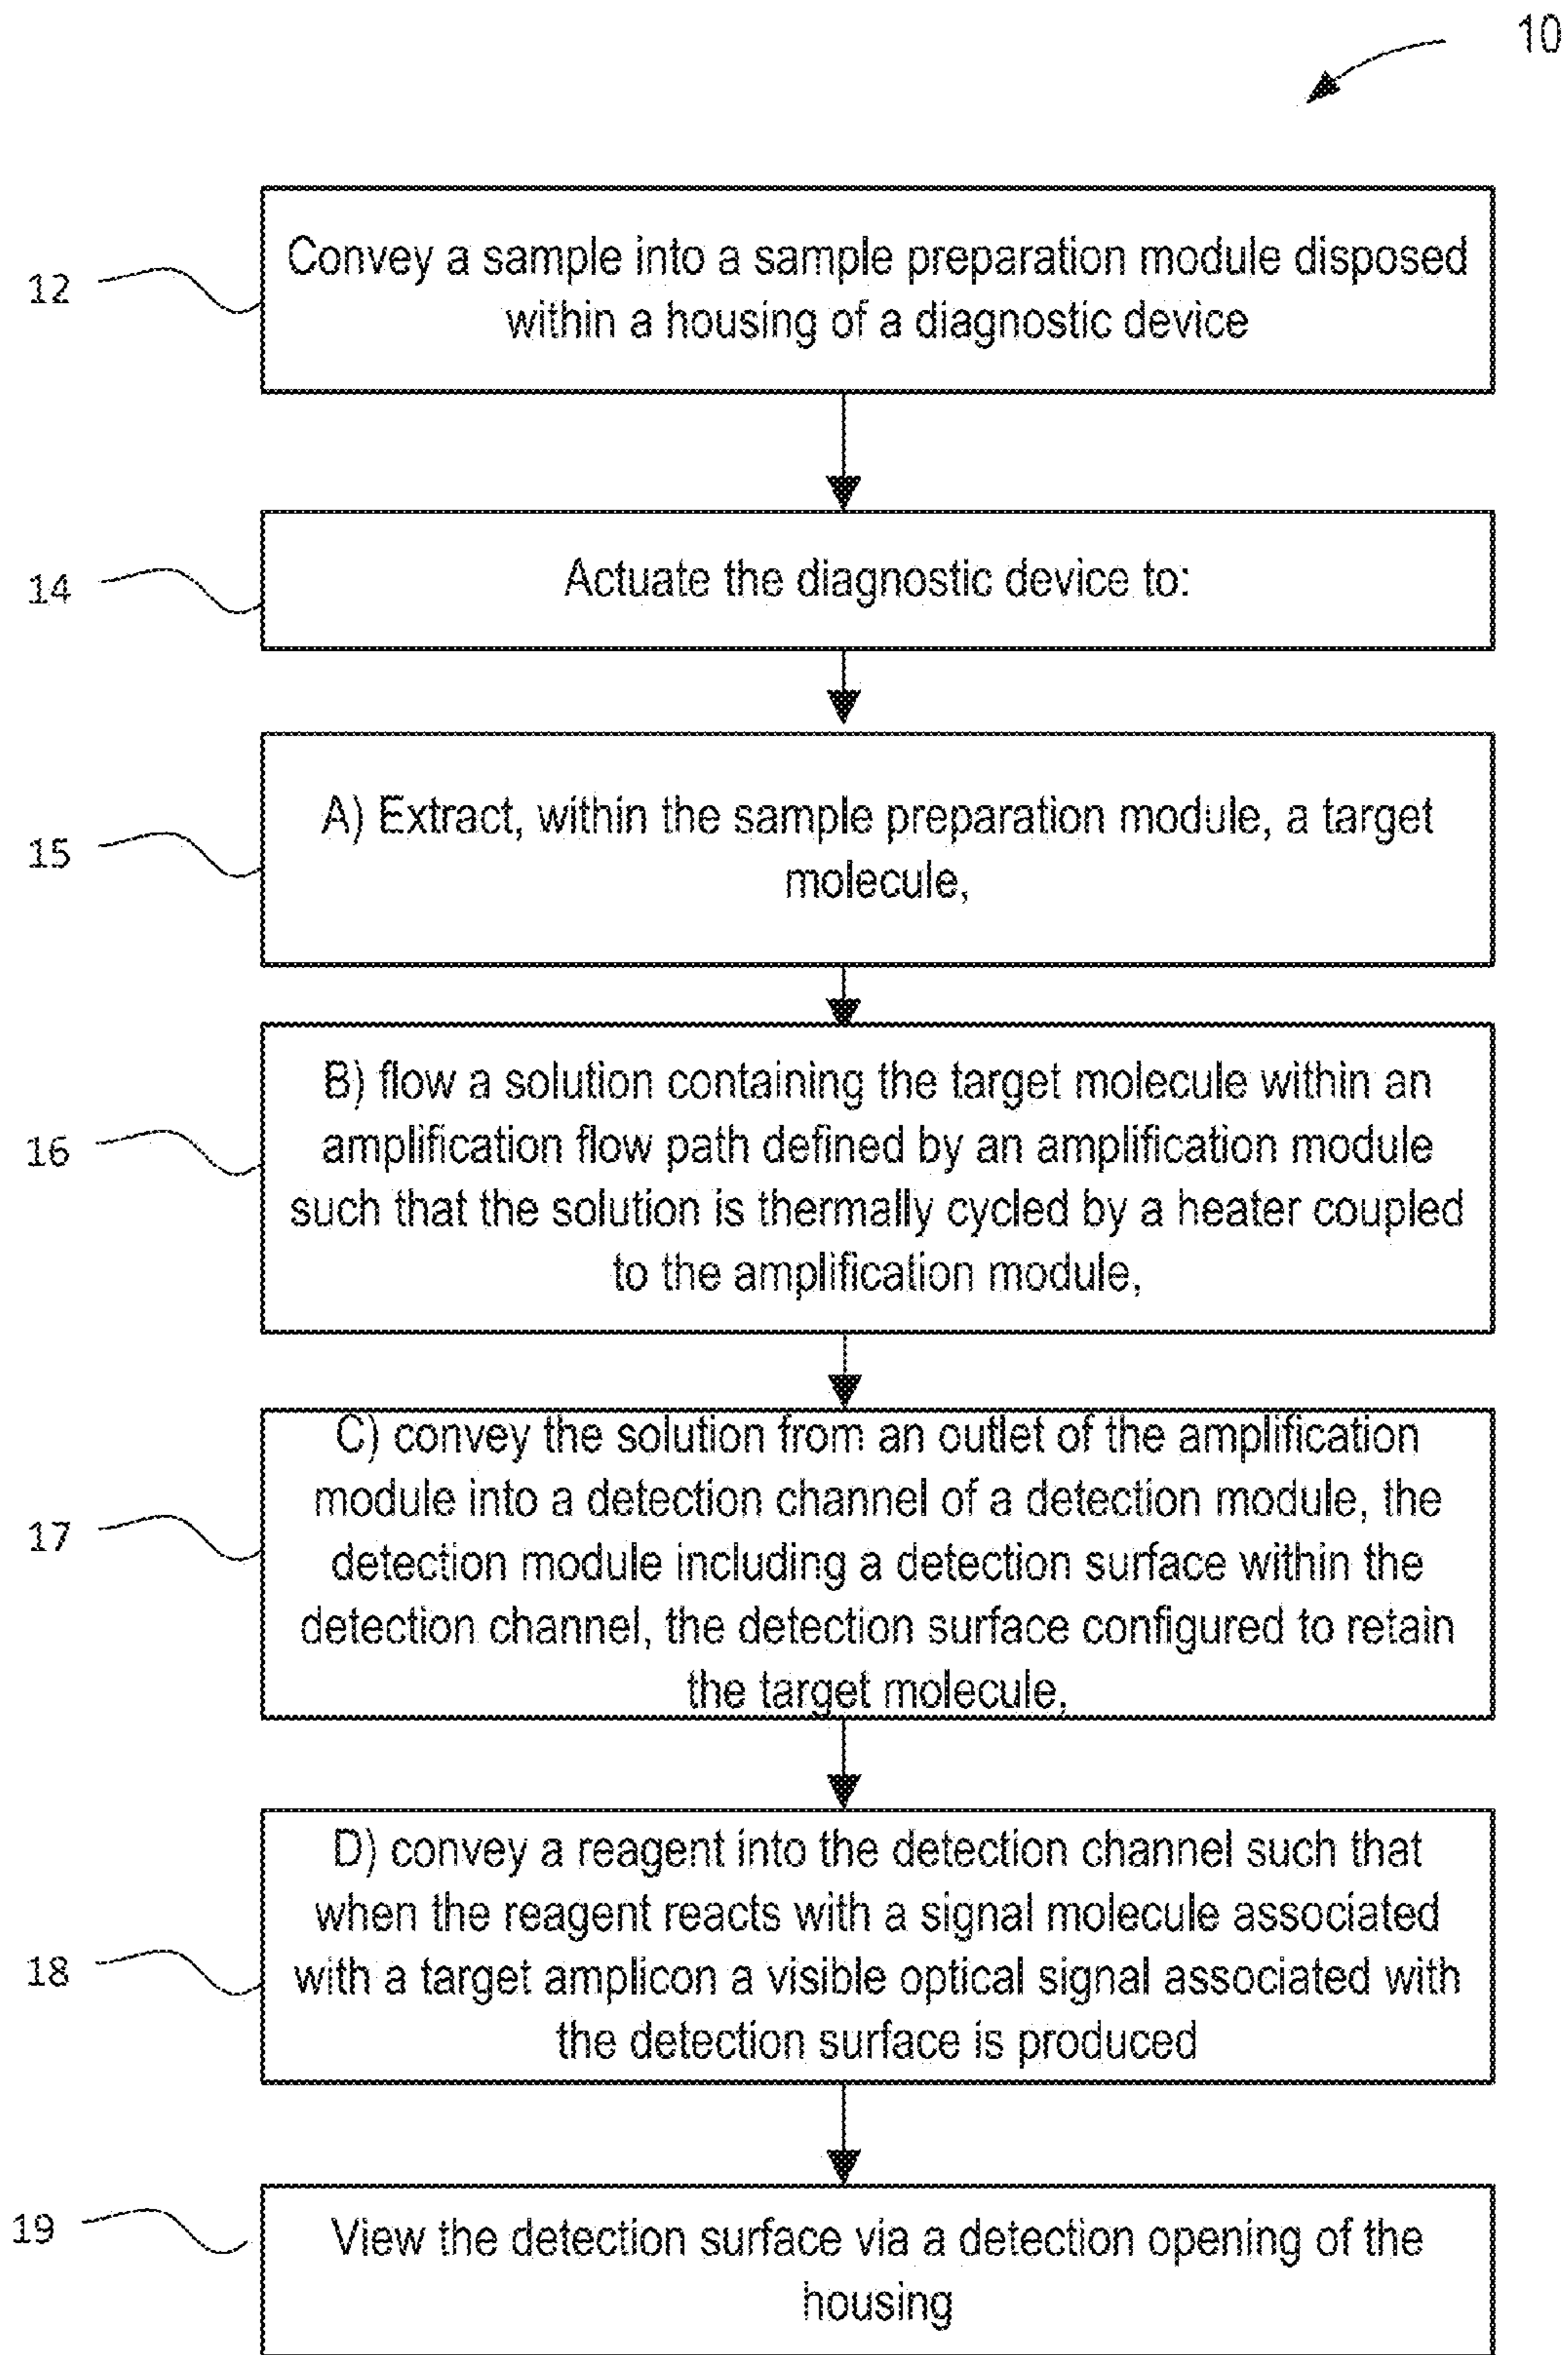 10
12
Convey a sample into a sample preparation module disposed
within a housing of a diagnostic device
14
Actuate the diagnostic device to:
15
A) Extract, within the sample preparation module, a target
molecule,
16
B) flow a solution containing the target molecule within an
amplification flow path defined by an amplification module
such that the solution is thermally cycled by a heater coupled
to the amplification module,
17
C) convey the solution from an outlet of the amplification
module into a detection channel of a detection module, the
detection module including a detection surface within the
detection channel, the detection surface configured to retain
the target molecule,
18
D) convey a reagent into the detection channel such that
when the reagent reacts with a signal molecule associated
with a target amplicon a visible optical signal associated with
the detection surface is produced
19
View the detection surface via a detection opening of the
housing